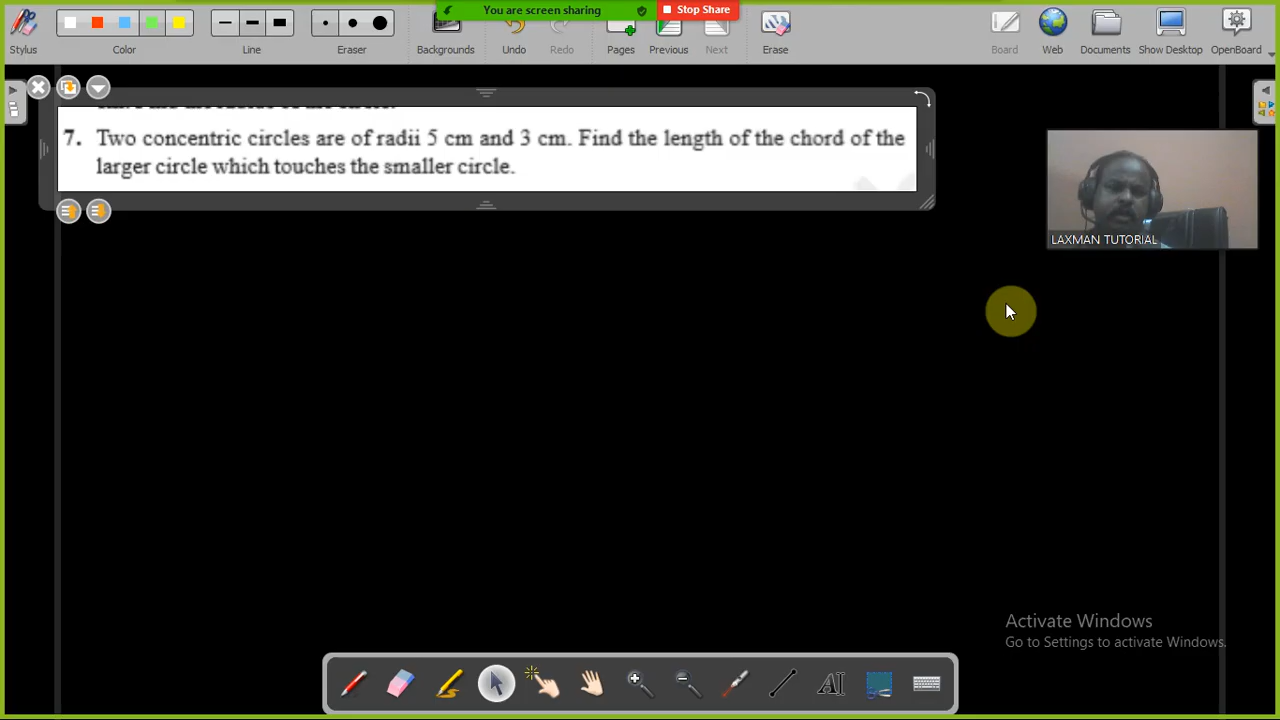 You are screen sharing
Stop Share
Stylus
Color
Line
Eraser
Backgrounds
Undo
Redo
Pages
Previous
Next
Erase
Board
Web
Documents
Show Desktop
OpenBoard
7. Two concentric circles are of radii 5 cm and 3 cm. Find the length of the chord of the
larger circle which touches the smaller circle.
LAXMAN TUTORIAL
Activate Windows
Go to Settings to activate Windows.
AI